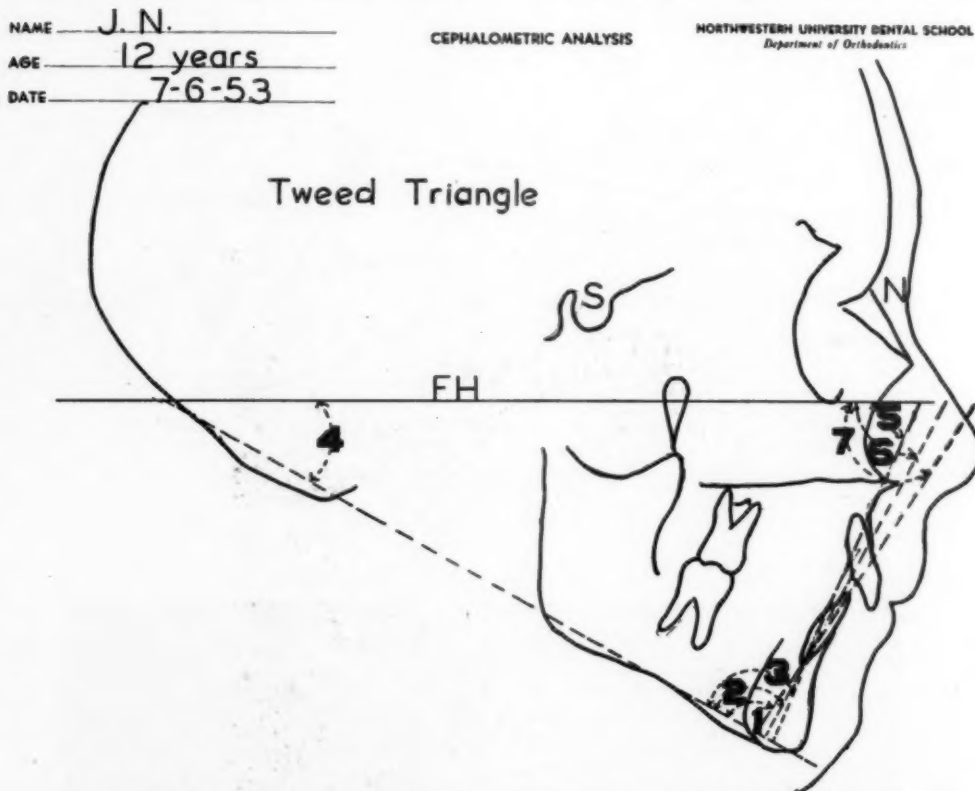 NAME J. N.
AGE 12 years
DATE 7-6-53
CEPHALOMETRIC ANALYSIS
NORTHWESTERN UNIVERSITY DENTAL SCHOOL
Department of Orthodontics
Tweed Triangle
S
N
FH
4
7
5
6
3
2
1